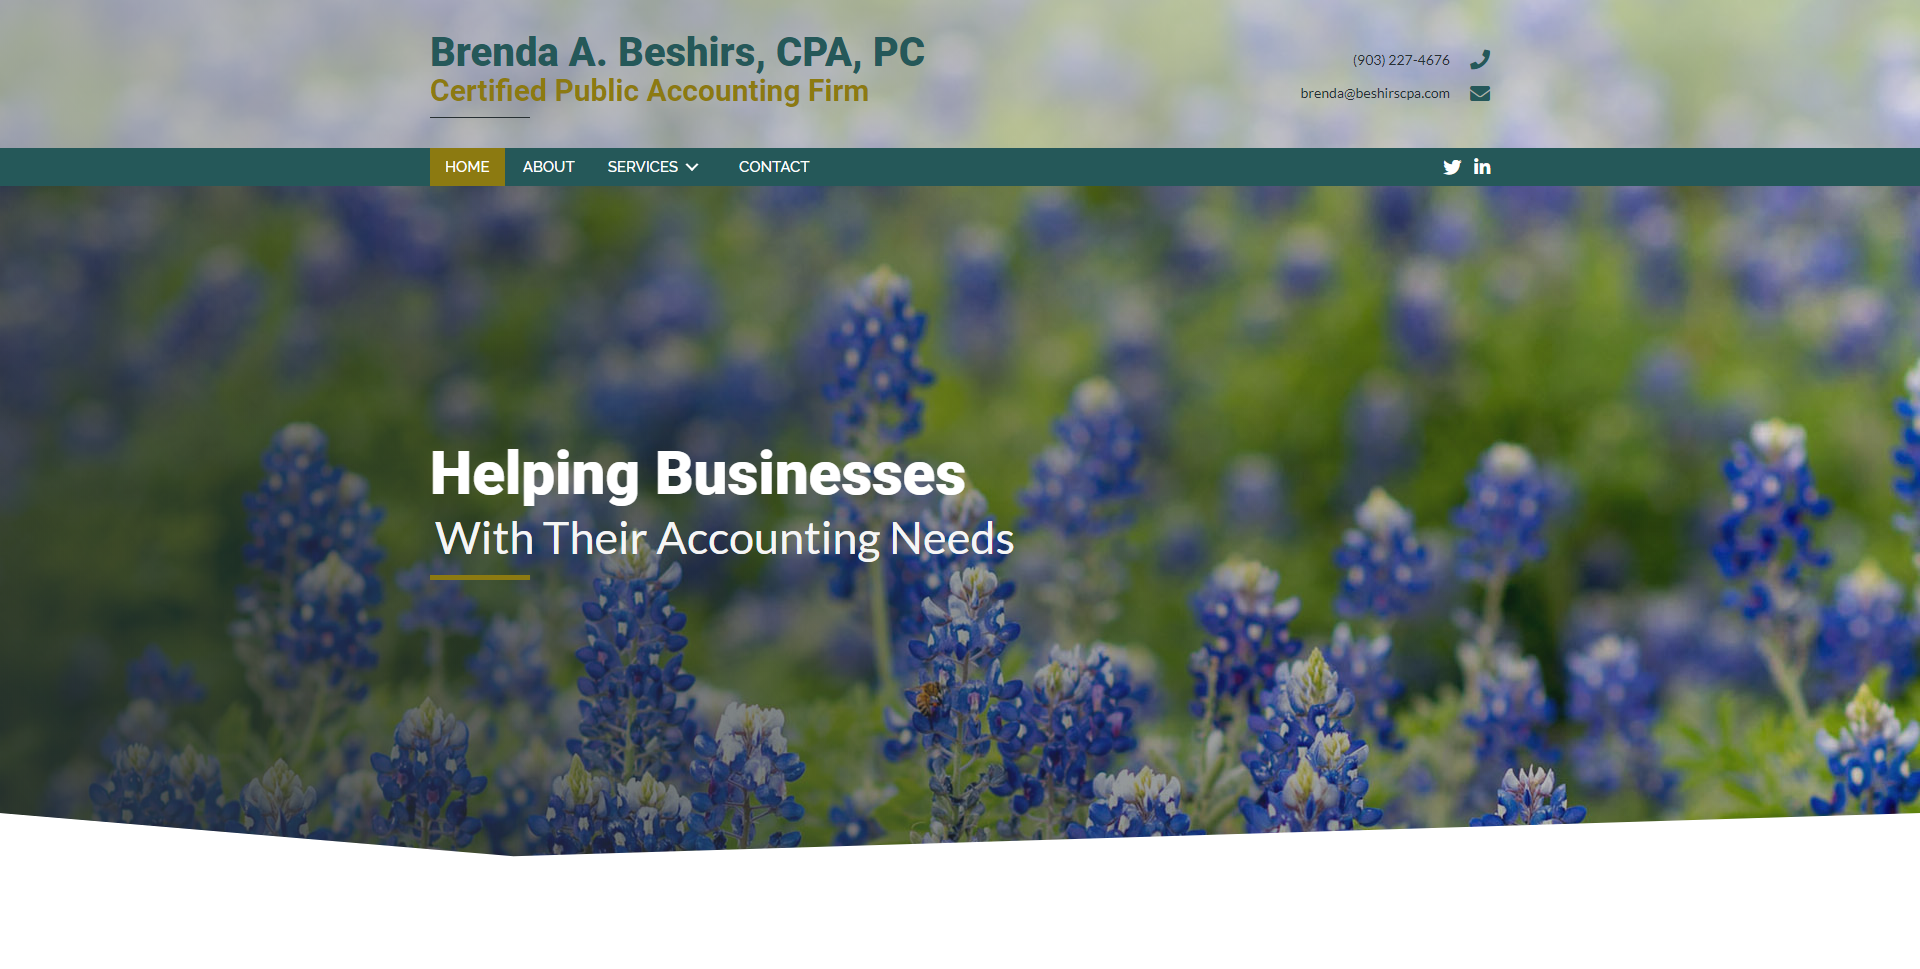 Brenda A. Beshirs, CPA, PC
Certified Public Accounting Firm
(903) 227-4676
brenda@beshirscpa.com
HOME ABOUT SERVICES CONTACT
Helping Businesses
With Their Accounting Needs